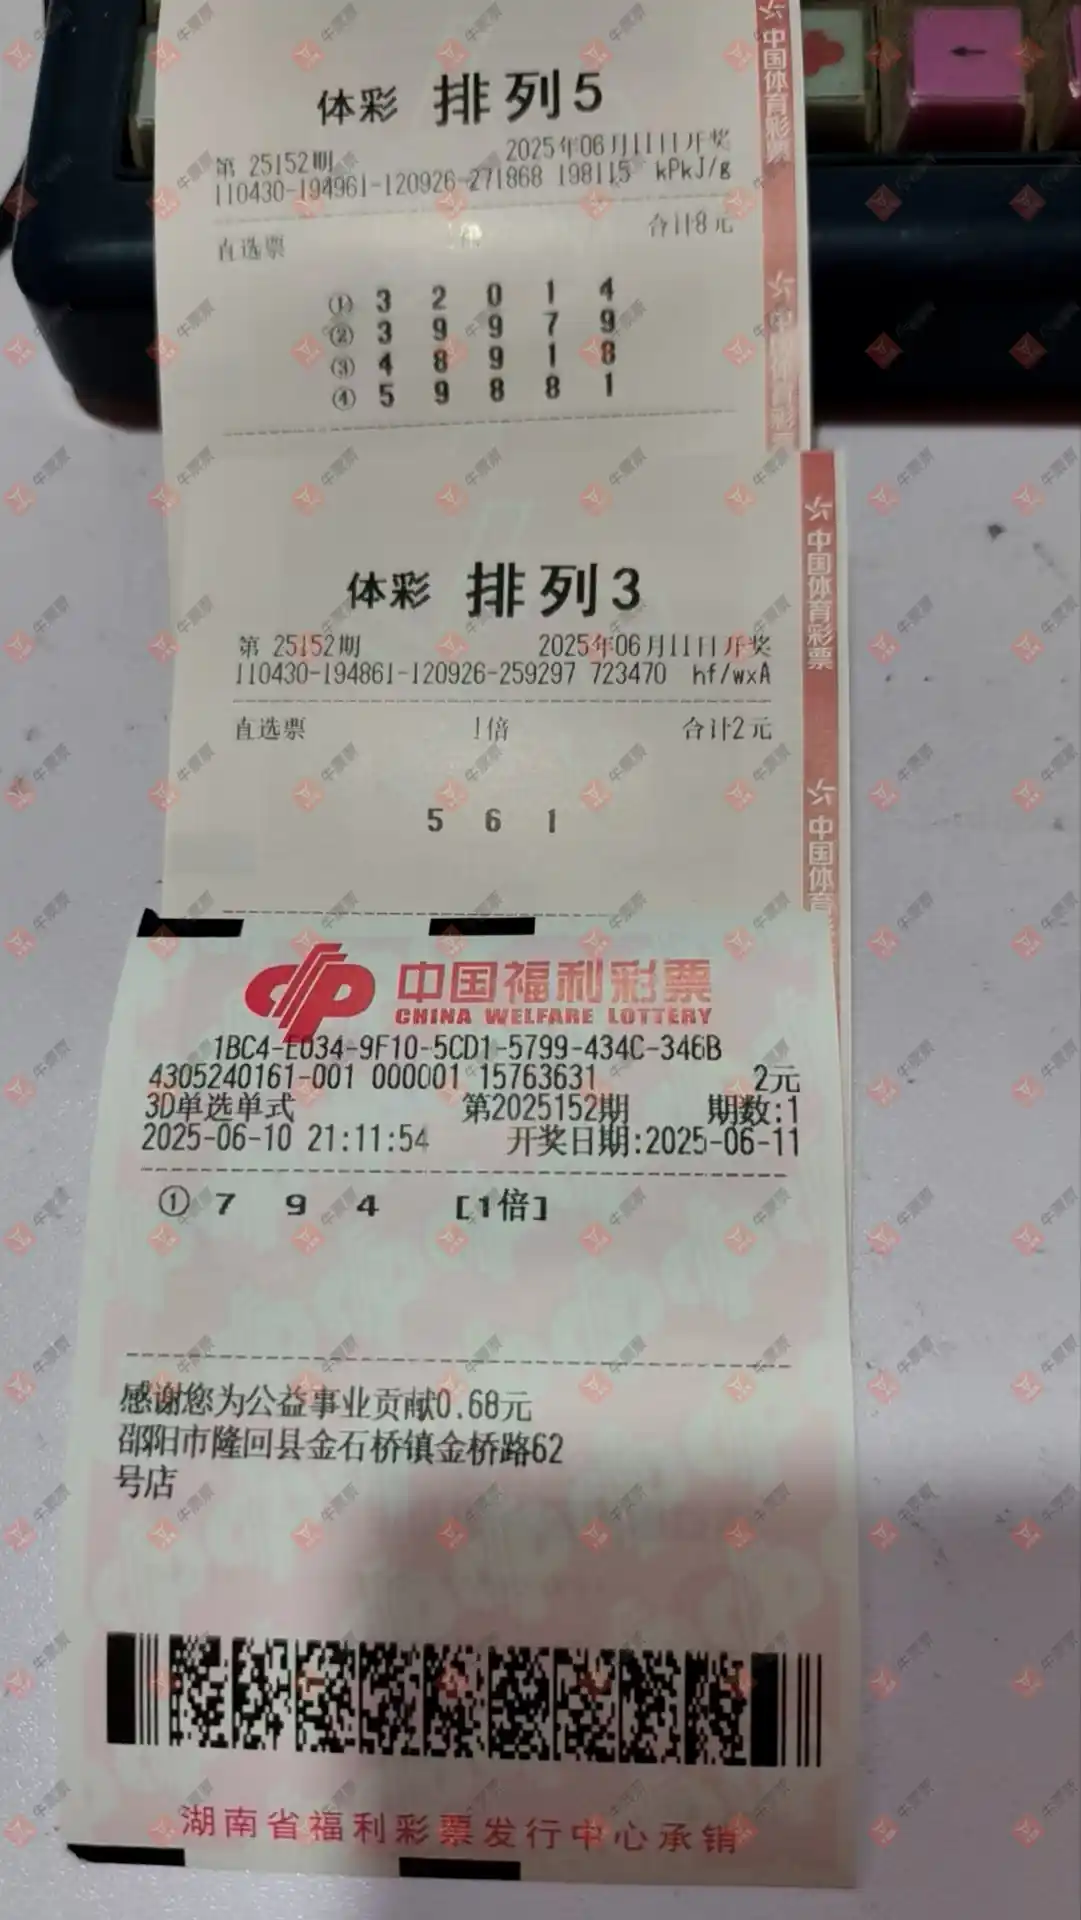 体彩 排列5
第 25152期 2025年06月11日开奖
110430-194961-120926-271868 198115 kPkJ/g
直选票 1倍 合计8元
① 3 2 0 1 4
② 3 9 9 7 9
③ 4 8 9 1 8
④ 5 9 8 8 1
中国体育彩票
体彩 排列3
第 25152期 2025年06月11日开奖
110430-194861-120926-259297 723470 hf/wxA
直选票 1倍 合计2元
5 6 1
中国体育彩票
中国体育
中国福利彩票
CHINA WELFARE LOTTERY
1BC4-E034-9F10-5CD1-5799-434C-346B
4305240161-001 000001 15763631 2元
3D单选单式 第2025152期 期数:1
2025-06-10 21:11:54 开奖日期:2025-06-11
① 7 9 4 [1倍]
感谢您为公益事业贡献0.68元
邵阳市隆回县金石桥镇金桥路62
号店
湖南省福利彩票发行中心承销
牛票票